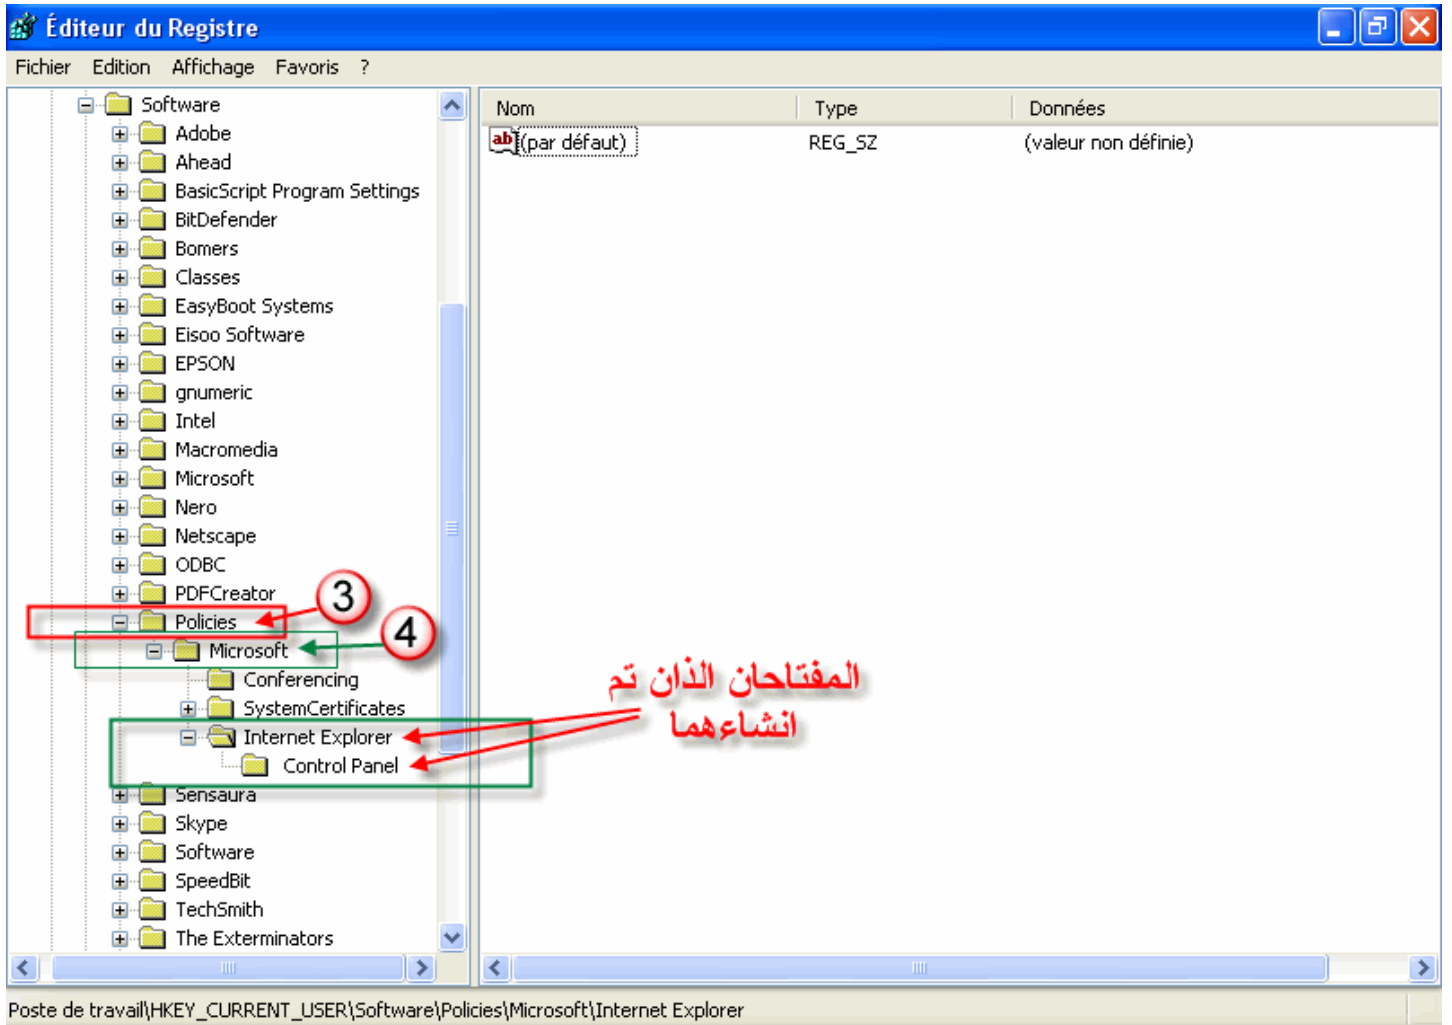 Éditeur du Registre
Fichier Edition Affichage Favoris ?
Software
Adobe
Ahead
BasicScript Program Settings
BitDefender
Bomers
Classes
EasyBoot Systems
Eisoo Software
EPSON
gnumeric
Intel
Macromedia
Microsoft
Nero
Netscape
ODBC
PDFCreator
Policies
Microsoft
Conferencing
SystemCertificates
Internet Explorer
Control Panel
Sensaura
Skype
Software
SpeedBit
TechSmith
The Exterminators
3
4
Nom Type Données
ab (par défaut) REG_SZ (valeur non définie)
المفتاحان الذان تم
انشاءهما
Poste de travail\HKEY_CURRENT_USER\Software\Policies\Microsoft\Internet Explorer